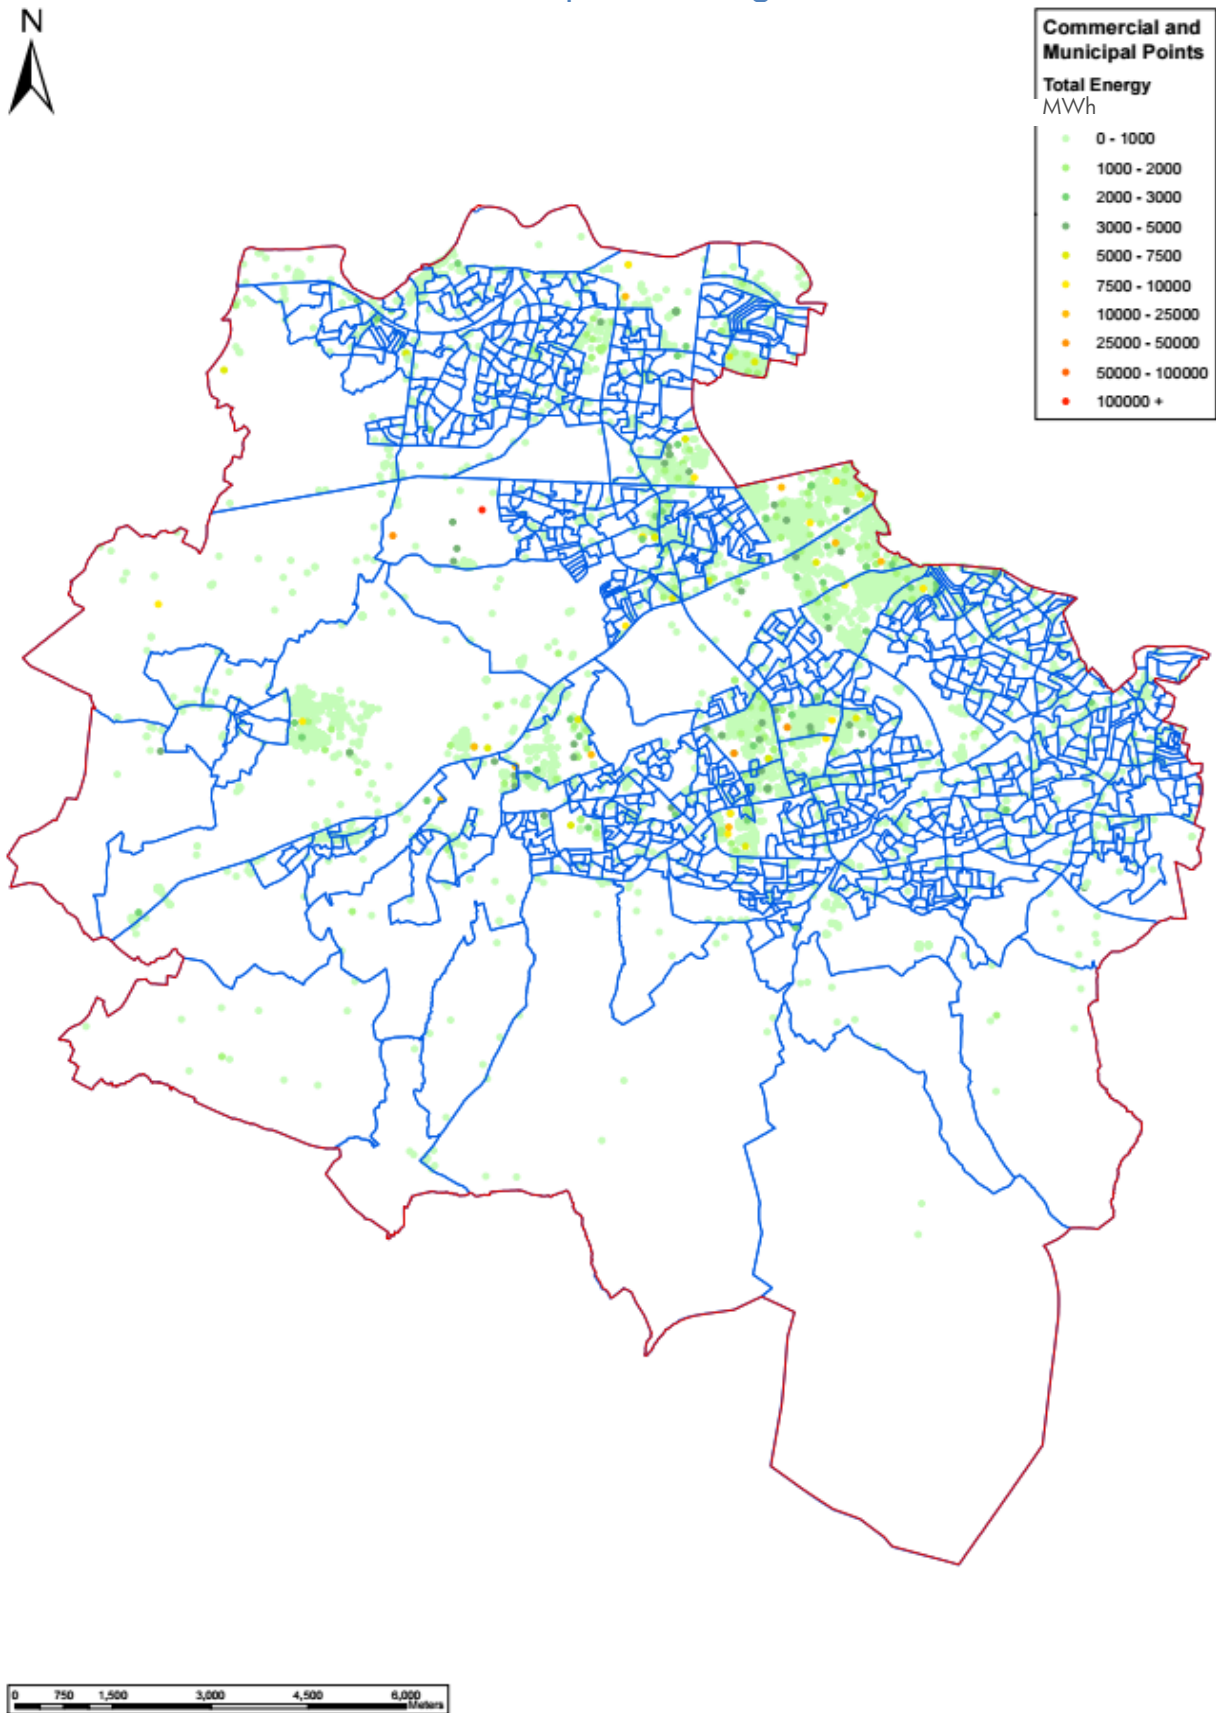 N
Commercial and
Municipal Points
Total Energy
MWh
0 - 1000
1000 - 2000
2000 - 3000
3000 - 5000
5000 - 7500
7500 - 10000
10000 - 25000
25000 - 50000
50000 - 100000
100000 +
0 750 1,500 3,000 4,500 6,000
Meters